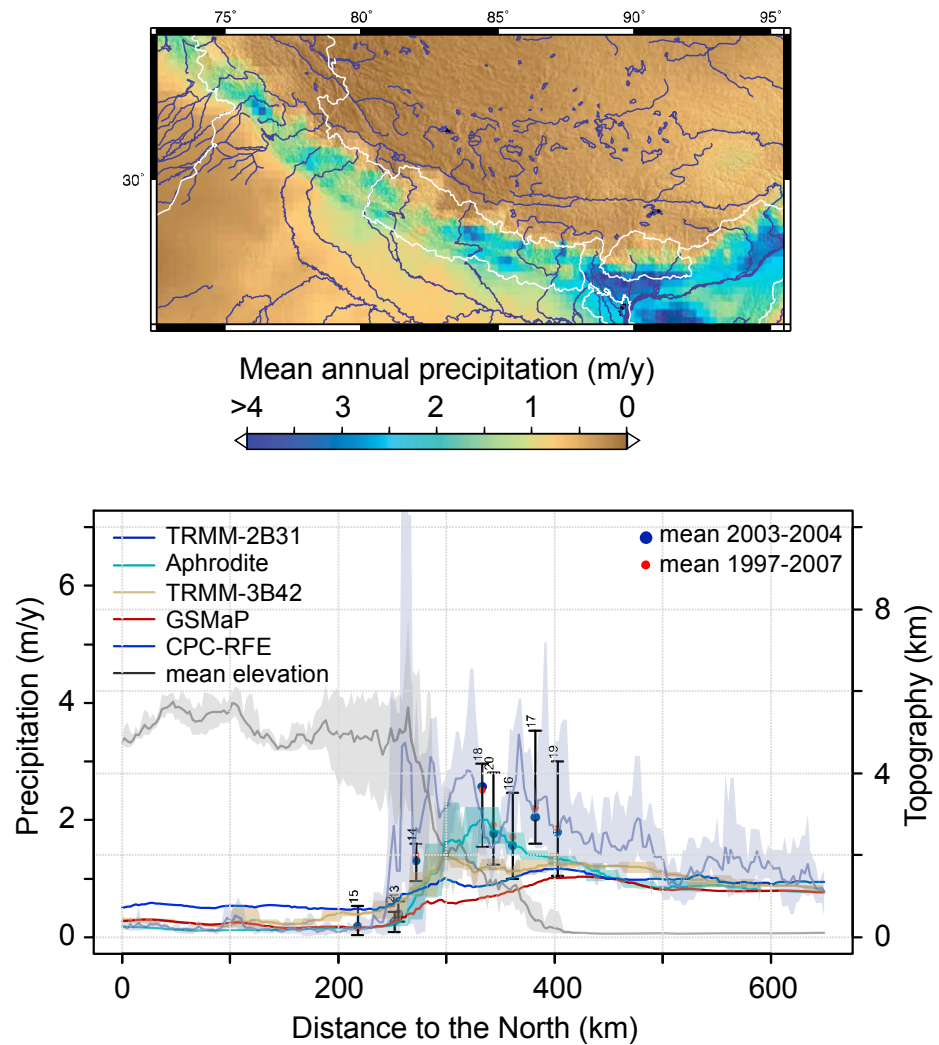 75˚ 80˚ 85˚ 90˚ 95˚
30˚
Mean annual precipitation (m/y)
>4 3 2 1 0
TRMM-2B31
Aphrodite
TRMM-3B42
GSMaP
CPC-RFE
mean elevation
mean 2003-2004
mean 1997-2007
Precipitation (m/y)
6
4
2
0
Topography (km)
8
4
0
15
14
18
20
16
17
19
0 200 400 600
Distance to the North (km)